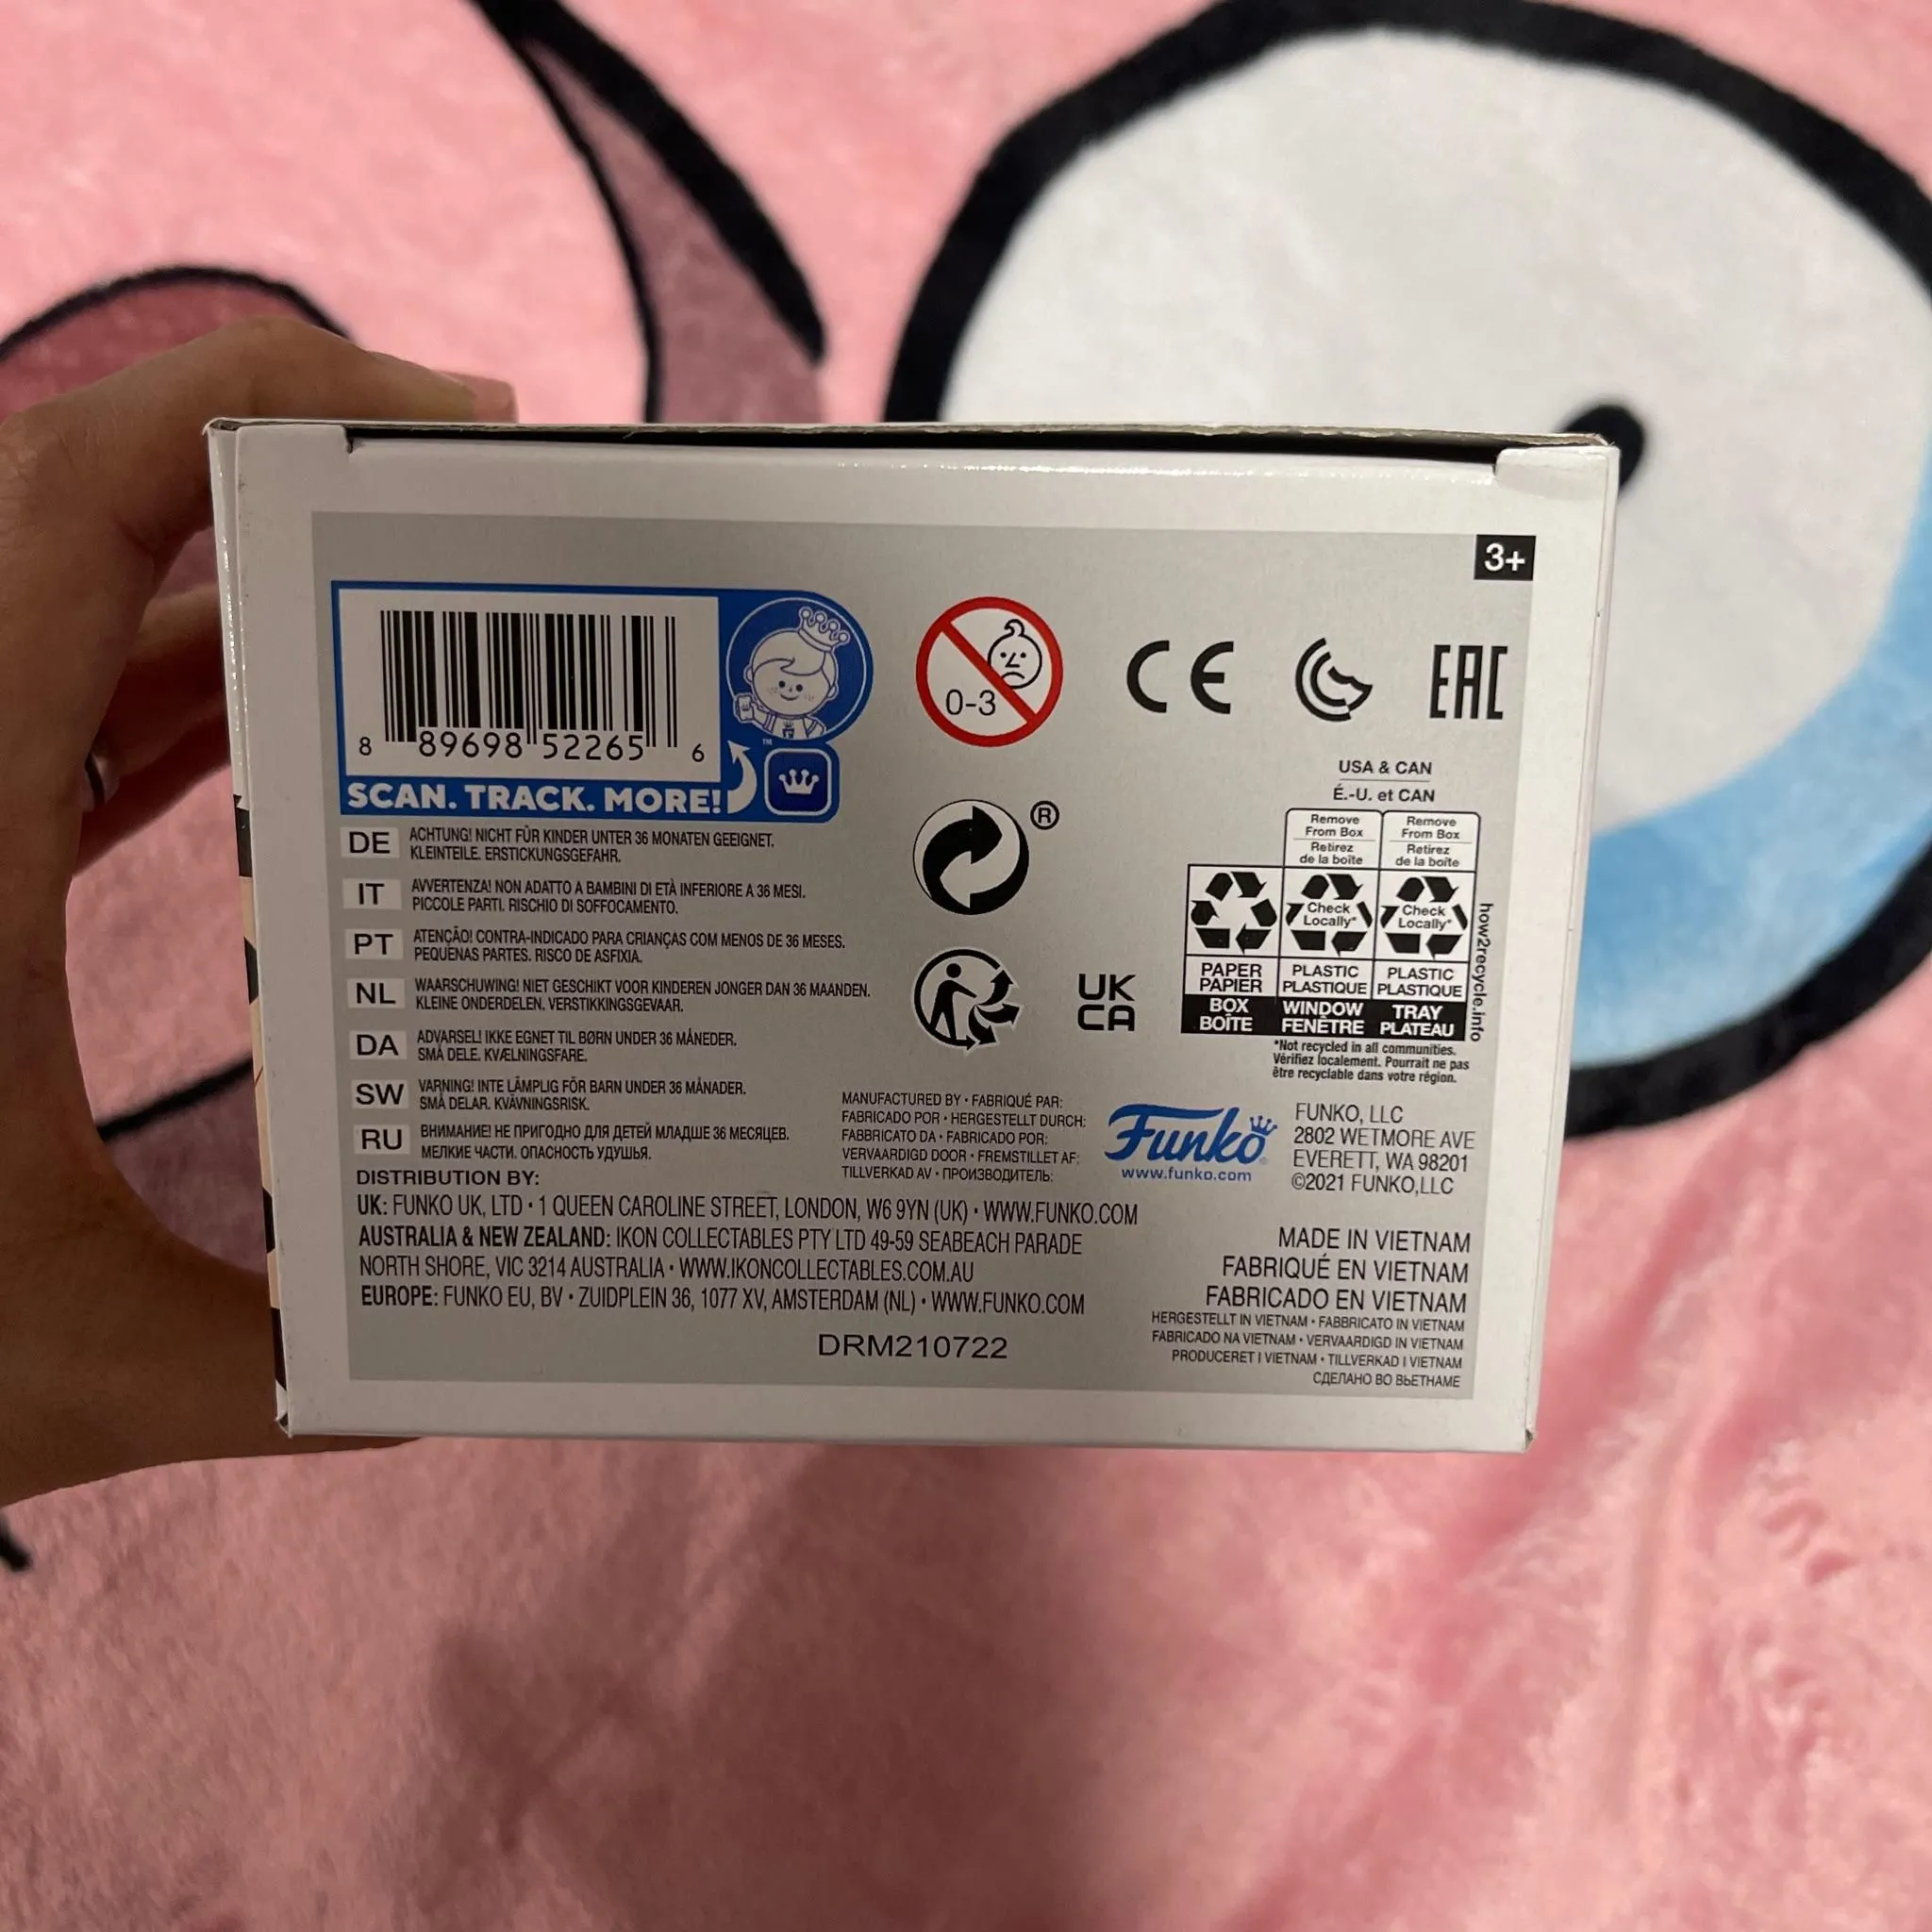 3+
8 89698 52265 6
™
SCAN. TRACK. MORE!
0-3
CE
EAC
DE ACHTUNG! NICHT FÜR KINDER UNTER 36 MONATEN GEEIGNET.
KLEINTEILE. ERSTICKUNGSGEFAHR.
IT AVVERTENZA! NON ADATTO A BAMBINI DI ETÀ INFERIORE A 36 MESI.
PICCOLE PARTI. RISCHIO DI SOFFOCAMENTO.
PT ATENÇÃO! CONTRA-INDICADO PARA CRIANÇAS COM MENOS DE 36 MESES.
PEQUENAS PARTES. RISCO DE ASFIXIA.
NL WAARSCHUWING! NIET GESCHIKT VOOR KINDEREN JONGER DAN 36 MAANDEN.
KLEINE ONDERDELEN. VERSTIKKINGSGEVAAR.
DA ADVARSEL! IKKE EGNET TIL BØRN UNDER 36 MÅNEDER.
SMÅ DELE. KVÆLNINGSFARE.
SW VARNING! INTE LÄMPLIG FÖR BARN UNDER 36 MÅNADER.
SMÅ DELAR. KVÄVNINGSRISK.
RU ВНИМАНИЕ! НЕ ПРИГОДНО ДЛЯ ДЕТЕЙ МЛАДШЕ 36 МЕСЯЦЕВ.
МЕЛКИЕ ЧАСТИ. ОПАСНОСТЬ УДУШЬЯ.
®
UK
CA
USA & CAN
É.-U. et CAN
Remove
From Box
Retirez
de la boîte
Remove
From Box
Retirez
de la boîte
Check
Locally*
Check
Locally*
PAPER
PAPIER
PLASTIC
PLASTIQUE
PLASTIC
PLASTIQUE
BOX
BOÎTE
WINDOW
FENÊTRE
TRAY
PLATEAU
how2recycle.info
*Not recycled in all communities.
Vérifiez localement. Pourrait ne pas
être recyclable dans votre région.
MANUFACTURED BY • FABRIQUÉ PAR:
FABRICADO POR • HERGESTELLT DURCH:
FABBRICATO DA • FABRICADO POR:
VERVAARDIGD DOOR • FREMSTILLET AF:
TILLVERKAD AV • ПРОИЗВОДИТЕЛЬ:
Funko
www.funko.com
FUNKO, LLC
2802 WETMORE AVE
EVERETT, WA 98201
©2021 FUNKO,LLC
DISTRIBUTION BY:
UK: FUNKO UK, LTD • 1 QUEEN CAROLINE STREET, LONDON, W6 9YN (UK) • WWW.FUNKO.COM
AUSTRALIA & NEW ZEALAND: IKON COLLECTABLES PTY LTD 49-59 SEABEACH PARADE
NORTH SHORE, VIC 3214 AUSTRALIA • WWW.IKONCOLLECTABLES.COM.AU
EUROPE: FUNKO EU, BV • ZUIDPLEIN 36, 1077 XV, AMSTERDAM (NL) • WWW.FUNKO.COM
DRM210722
MADE IN VIETNAM
FABRIQUÉ EN VIETNAM
FABRICADO EN VIETNAM
HERGESTELLT IN VIETNAM • FABBRICATO IN VIETNAM
FABRICADO NA VIETNAM • VERVAARDIGD IN VIETNAM
PRODUCERET I VIETNAM • TILLVERKAD I VIETNAM
СДЕЛАНО ВО ВЬЕТНАМЕ